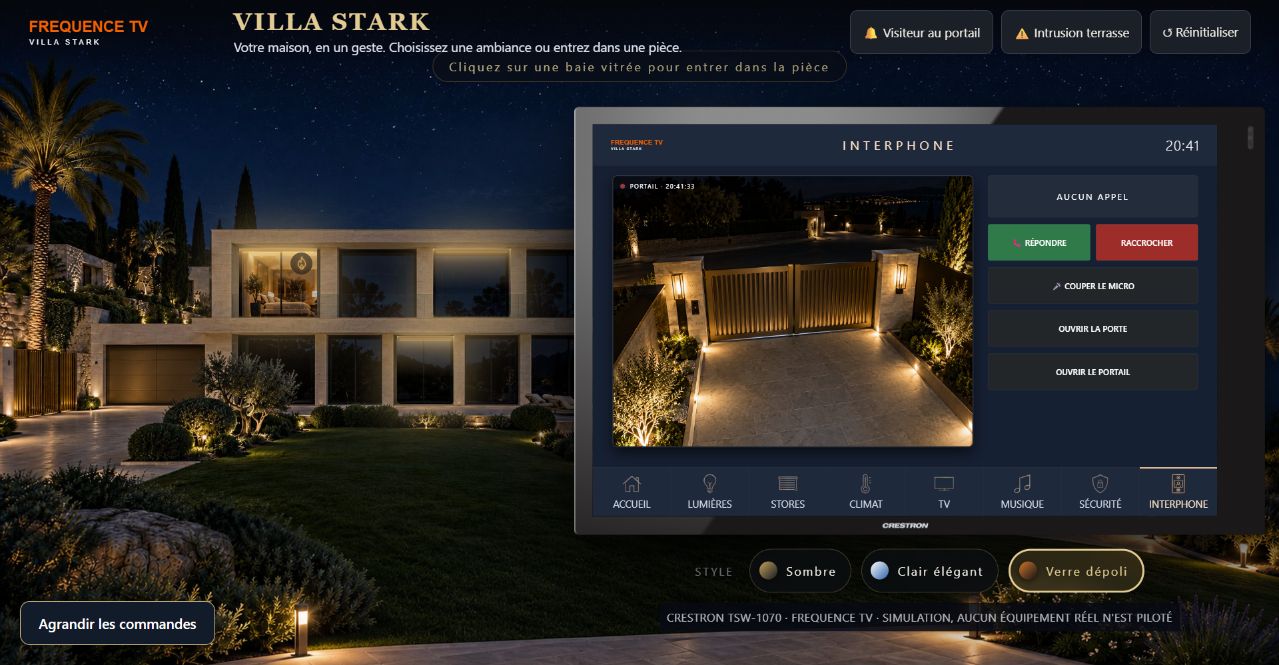 FREQUENCE TV
VILLA STARK
VILLA STARK
Votre maison, en un geste. Choisissez une ambiance ou entrez dans une pièce.
🔔 Visiteur au portail
⚠️ Intrusion terrasse
↺ Réinitialiser
Cliquez sur une baie vitrée pour entrer dans la pièce
FREQUENCE TV
VILLA STARK
INTERPHONE
20:41
PORTAIL · 20:41:33
AUCUN APPEL
📞 RÉPONDRE
RACCROCHER
🎤 COUPER LE MICRO
OUVRIR LA PORTE
OUVRIR LE PORTAIL
ACCUEIL
LUMIÈRES
STORES
CLIMAT
TV
MUSIQUE
SÉCURITÉ
INTERPHONE
CRESTRON
STYLE
Sombre
Clair élégant
Verre dépoli
Agrandir les commandes
CRESTRON TSW-1070 · FREQUENCE TV · SIMULATION, AUCUN ÉQUIPEMENT RÉEL N'EST PILOTÉ